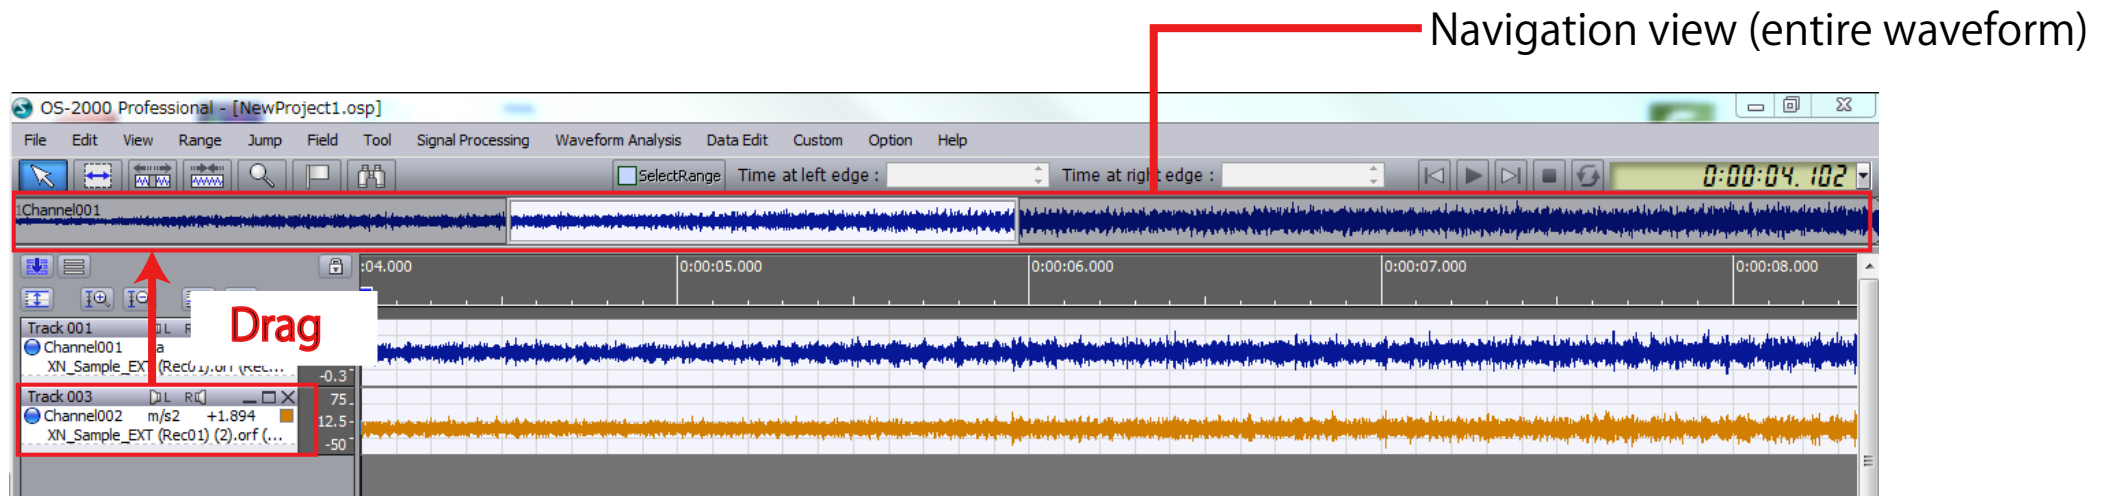 Navigation view (entire waveform)
OS-2000 Professional - [NewProject1.osp]
File Edit View Range Jump Field Tool Signal Processing Waveform Analysis Data Edit Custom Option Help
SelectRange Time at left edge : Time at right edge : 0:00:04.102
1Channel001
:04.000 0:00:05.000 0:00:06.000 0:00:07.000 0:00:08.000
Drag
Track 001 L R
Channel001 a
XN_Sample_EXT (Rec01).orf (Rec...
-0.3
Track 003 L R 75
Channel002 m/s2 +1.894 12.5
XN_Sample_EXT (Rec01) (2).orf (...
-50